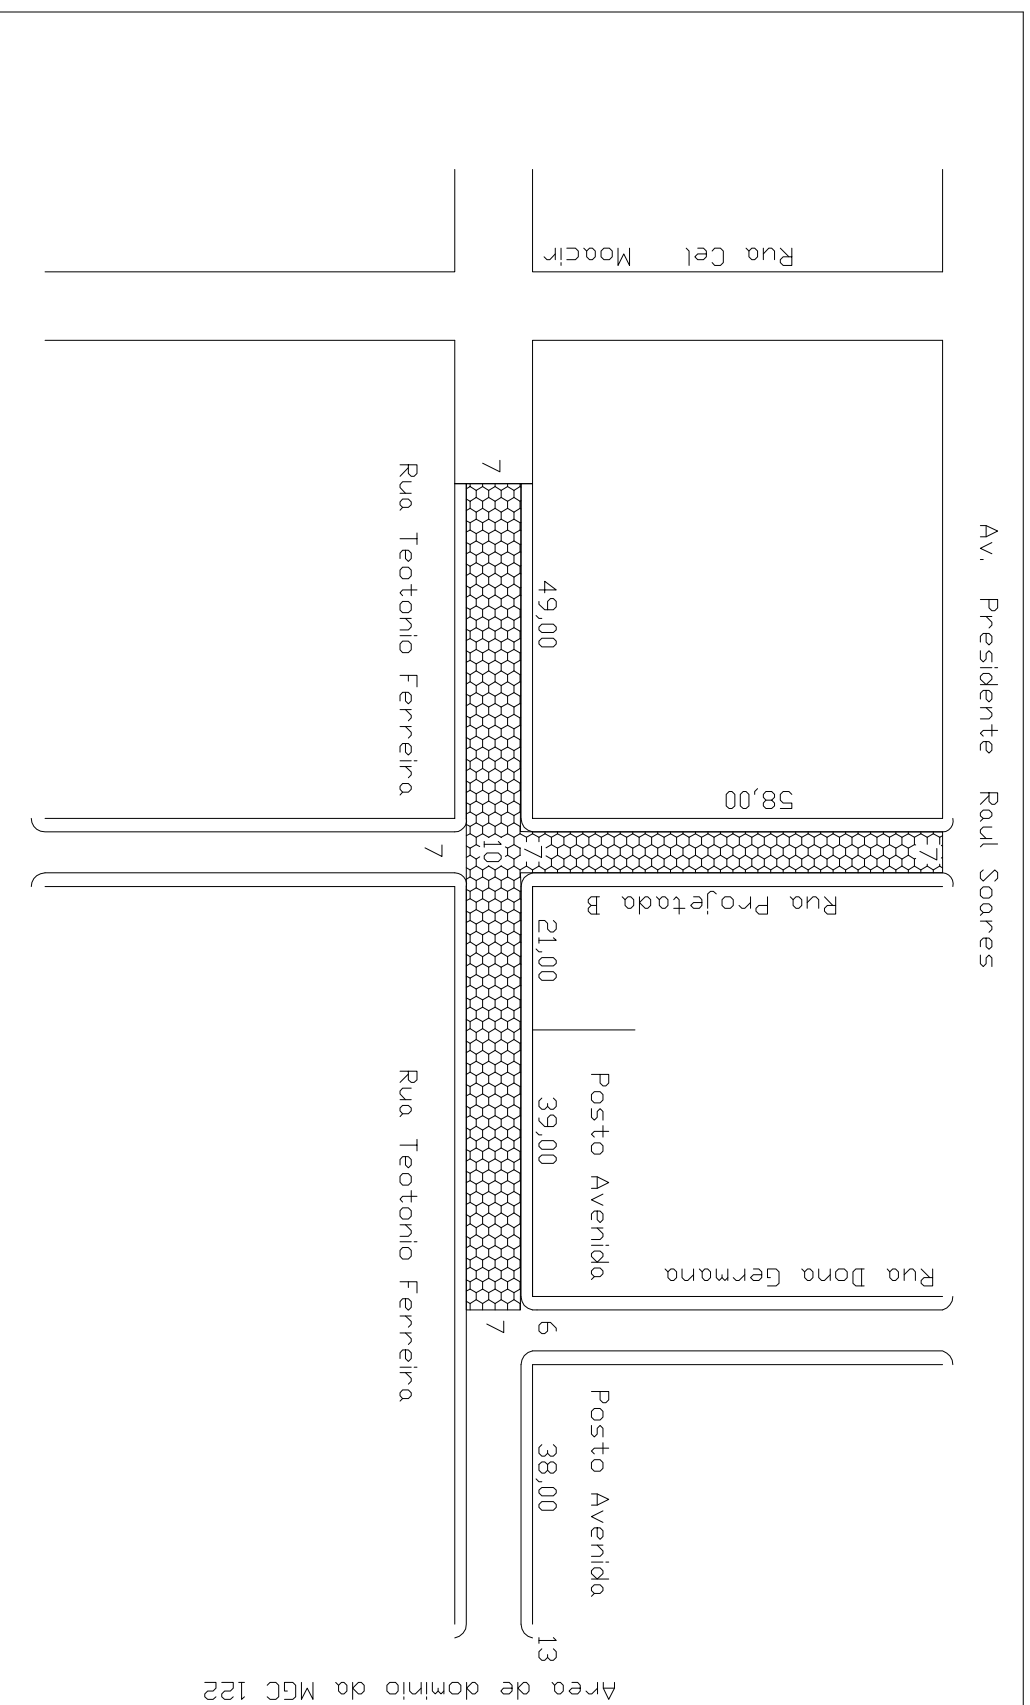 Av. Presidente Raul Soares
Rua Cel Moacir
58,00
7
Rua Projetada B
Rua Dona Germana
Posto Avenida
Posto Avenida
49,00
7
21,00
39,00
6
38,00
13
7
10
7
7
Rua Teotonio Ferreira
Rua Teotonio Ferreira
Area de dominio da MGC 122